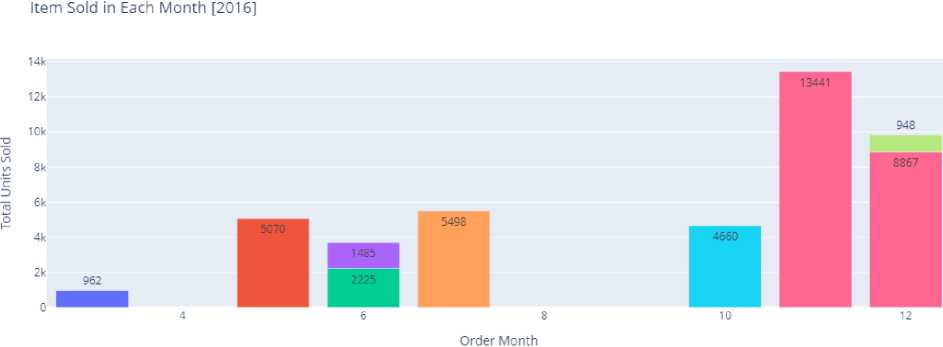 Item Sold in Each Month [2016]
14k
12k
10k
8k
6k
4k
2k
0
Total Units Sold
962
5070
1485
2225
5498
4660
13441
948
8867
4
6
8
10
12
Order Month